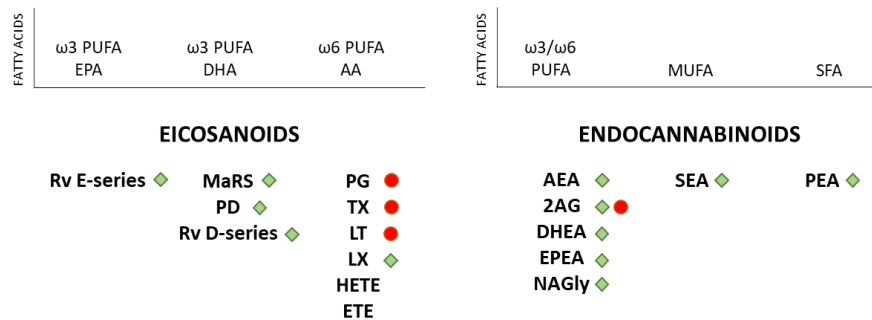 FATTY ACIDS
ω3 PUFA EPA
ω3 PUFA DHA
ω6 PUFA AA
EICOSANOIDS
Rv E-series
MaRS
PD
Rv D-series
PG
TX
LT
LX
HETE
ETE
FATTY ACIDS
ω3/ω6
PUFA
MUFA
SFA
ENDOCANNABINOIDS
AEA
2AG
DHEA
EPEA
NAGly
SEA
PEA